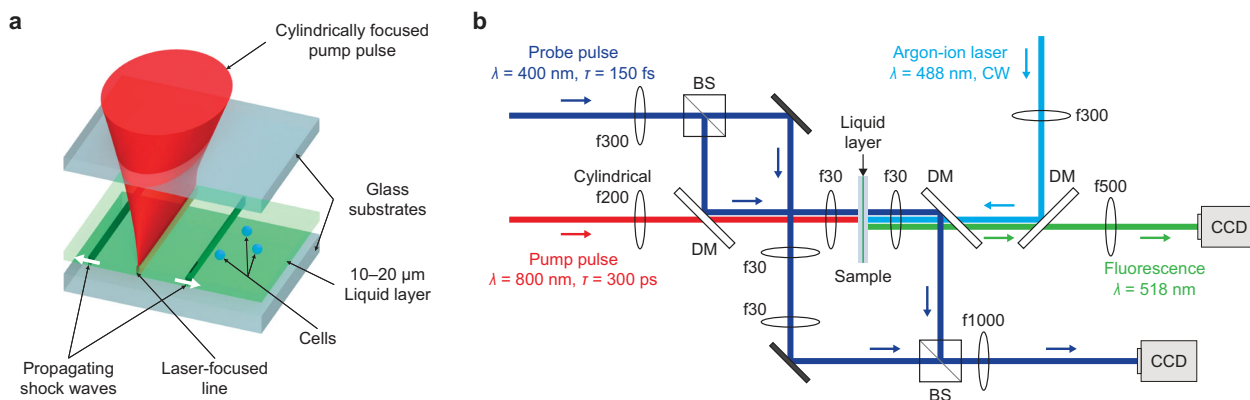 a
Cylindrically focused
pump pulse
Glass
substrates
10–20 μm
Liquid layer
Cells
Propagating
shock waves
Laser-focused
line
b
Probe pulse
λ = 400 nm, τ = 150 fs
BS
f300
Argon-ion laser
λ = 488 nm, CW
f300
Liquid
layer
Cylindrical
f200
f30
f30
DM
DM
f500
CCD
DM
Pump pulse
λ = 800 nm, τ = 300 ps
f30
Sample
Fluorescence
λ = 518 nm
f30
f1000
CCD
BS